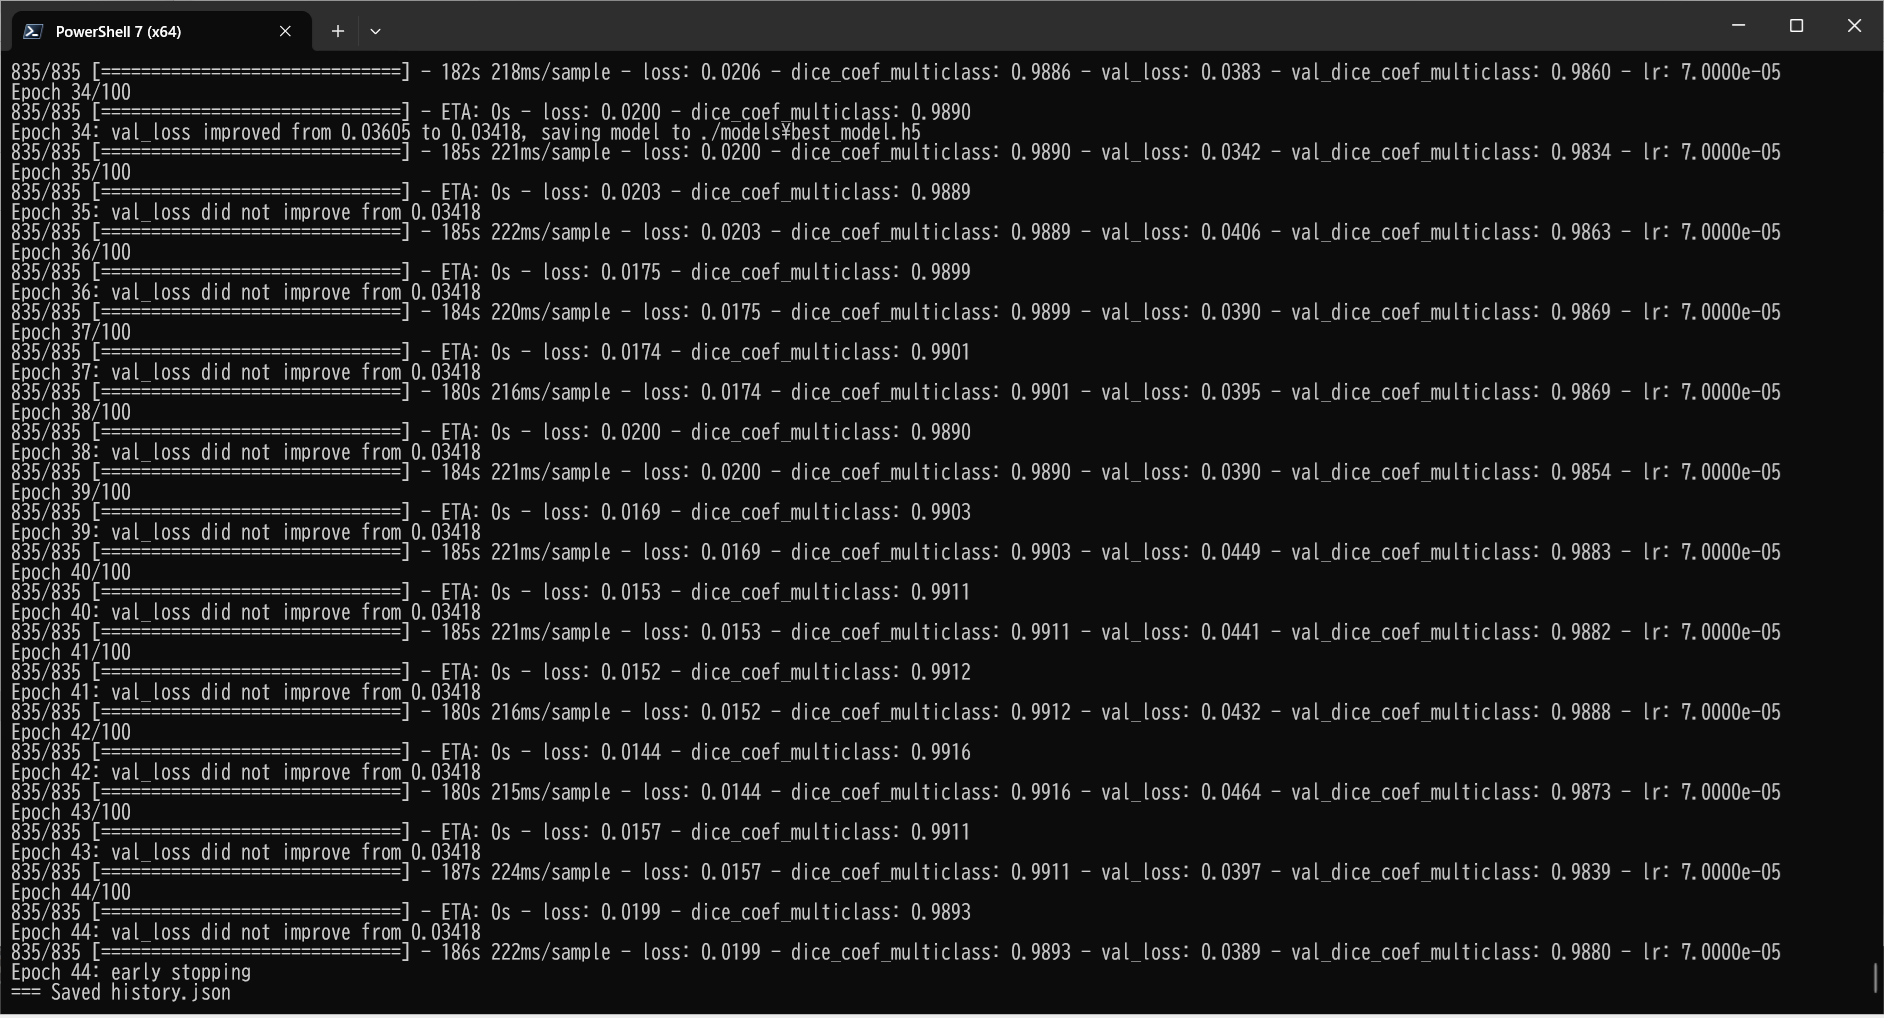 PowerShell 7 (x64)
835/835 [==============================] - 182s 218ms/sample - loss: 0.0206 - dice_coef_multiclass: 0.9886 - val_loss: 0.0383 - val_dice_coef_multiclass: 0.9860 - lr: 7.0000e-05
Epoch 34/100
835/835 [==============================] - ETA: 0s - loss: 0.0200 - dice_coef_multiclass: 0.9890
Epoch 34: val_loss improved from 0.03605 to 0.03418, saving model to ./models¥best_model.h5
835/835 [==============================] - 185s 221ms/sample - loss: 0.0200 - dice_coef_multiclass: 0.9890 - val_loss: 0.0342 - val_dice_coef_multiclass: 0.9834 - lr: 7.0000e-05
Epoch 35/100
835/835 [==============================] - ETA: 0s - loss: 0.0203 - dice_coef_multiclass: 0.9889
Epoch 35: val_loss did not improve from 0.03418
835/835 [==============================] - 185s 222ms/sample - loss: 0.0203 - dice_coef_multiclass: 0.9889 - val_loss: 0.0406 - val_dice_coef_multiclass: 0.9863 - lr: 7.0000e-05
Epoch 36/100
835/835 [==============================] - ETA: 0s - loss: 0.0175 - dice_coef_multiclass: 0.9899
Epoch 36: val_loss did not improve from 0.03418
835/835 [==============================] - 184s 220ms/sample - loss: 0.0175 - dice_coef_multiclass: 0.9899 - val_loss: 0.0390 - val_dice_coef_multiclass: 0.9869 - lr: 7.0000e-05
Epoch 37/100
835/835 [==============================] - ETA: 0s - loss: 0.0174 - dice_coef_multiclass: 0.9901
Epoch 37: val_loss did not improve from 0.03418
835/835 [==============================] - 180s 216ms/sample - loss: 0.0174 - dice_coef_multiclass: 0.9901 - val_loss: 0.0395 - val_dice_coef_multiclass: 0.9869 - lr: 7.0000e-05
Epoch 38/100
835/835 [==============================] - ETA: 0s - loss: 0.0200 - dice_coef_multiclass: 0.9890
Epoch 38: val_loss did not improve from 0.03418
835/835 [==============================] - 184s 221ms/sample - loss: 0.0200 - dice_coef_multiclass: 0.9890 - val_loss: 0.0390 - val_dice_coef_multiclass: 0.9854 - lr: 7.0000e-05
Epoch 39/100
835/835 [==============================] - ETA: 0s - loss: 0.0169 - dice_coef_multiclass: 0.9903
Epoch 39: val_loss did not improve from 0.03418
835/835 [==============================] - 185s 221ms/sample - loss: 0.0169 - dice_coef_multiclass: 0.9903 - val_loss: 0.0449 - val_dice_coef_multiclass: 0.9883 - lr: 7.0000e-05
Epoch 40/100
835/835 [==============================] - ETA: 0s - loss: 0.0153 - dice_coef_multiclass: 0.9911
Epoch 40: val_loss did not improve from 0.03418
835/835 [==============================] - 185s 221ms/sample - loss: 0.0153 - dice_coef_multiclass: 0.9911 - val_loss: 0.0441 - val_dice_coef_multiclass: 0.9882 - lr: 7.0000e-05
Epoch 41/100
835/835 [==============================] - ETA: 0s - loss: 0.0152 - dice_coef_multiclass: 0.9912
Epoch 41: val_loss did not improve from 0.03418
835/835 [==============================] - 180s 216ms/sample - loss: 0.0152 - dice_coef_multiclass: 0.9912 - val_loss: 0.0432 - val_dice_coef_multiclass: 0.9888 - lr: 7.0000e-05
Epoch 42/100
835/835 [==============================] - ETA: 0s - loss: 0.0144 - dice_coef_multiclass: 0.9916
Epoch 42: val_loss did not improve from 0.03418
835/835 [==============================] - 180s 215ms/sample - loss: 0.0144 - dice_coef_multiclass: 0.9916 - val_loss: 0.0464 - val_dice_coef_multiclass: 0.9873 - lr: 7.0000e-05
Epoch 43/100
835/835 [==============================] - ETA: 0s - loss: 0.0157 - dice_coef_multiclass: 0.9911
Epoch 43: val_loss did not improve from 0.03418
835/835 [==============================] - 187s 224ms/sample - loss: 0.0157 - dice_coef_multiclass: 0.9911 - val_loss: 0.0397 - val_dice_coef_multiclass: 0.9839 - lr: 7.0000e-05
Epoch 44/100
835/835 [==============================] - ETA: 0s - loss: 0.0199 - dice_coef_multiclass: 0.9893
Epoch 44: val_loss did not improve from 0.03418
835/835 [==============================] - 186s 222ms/sample - loss: 0.0199 - dice_coef_multiclass: 0.9893 - val_loss: 0.0389 - val_dice_coef_multiclass: 0.9880 - lr: 7.0000e-05
Epoch 44: early stopping
=== Saved history.json